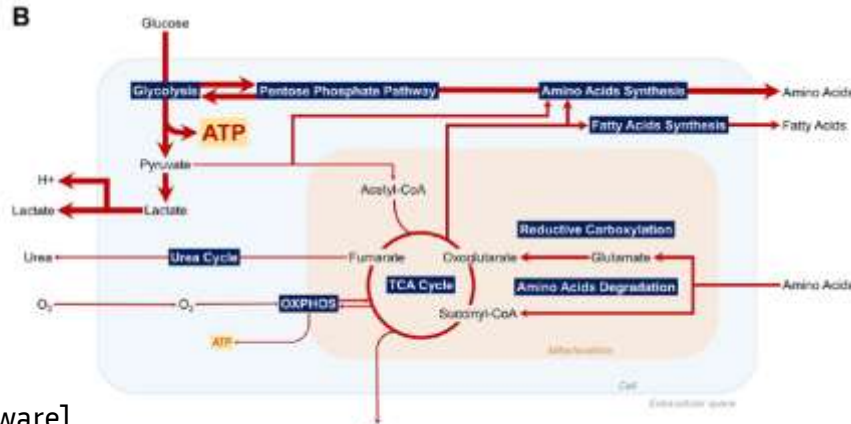 B
Glucose
Glycolysis
Pentose Phosphate Pathway
Amino Acids Synthesis
Amino Acids
Fatty Acids Synthesis
Fatty Acids
ATP
Pyruvate
H+
Acetyl-CoA
Lactate
Lactate
Reductive Carboxylation
Urea
Urea Cycle
Fumarate
Oxoglutarate
Glutamate
TCA Cycle
Amino Acids Degradation
Amino Acids
O2
O2
OXPHOS
Succinyl-CoA
ATP
Mitochondrion
Cell
Extracellular space
ware]